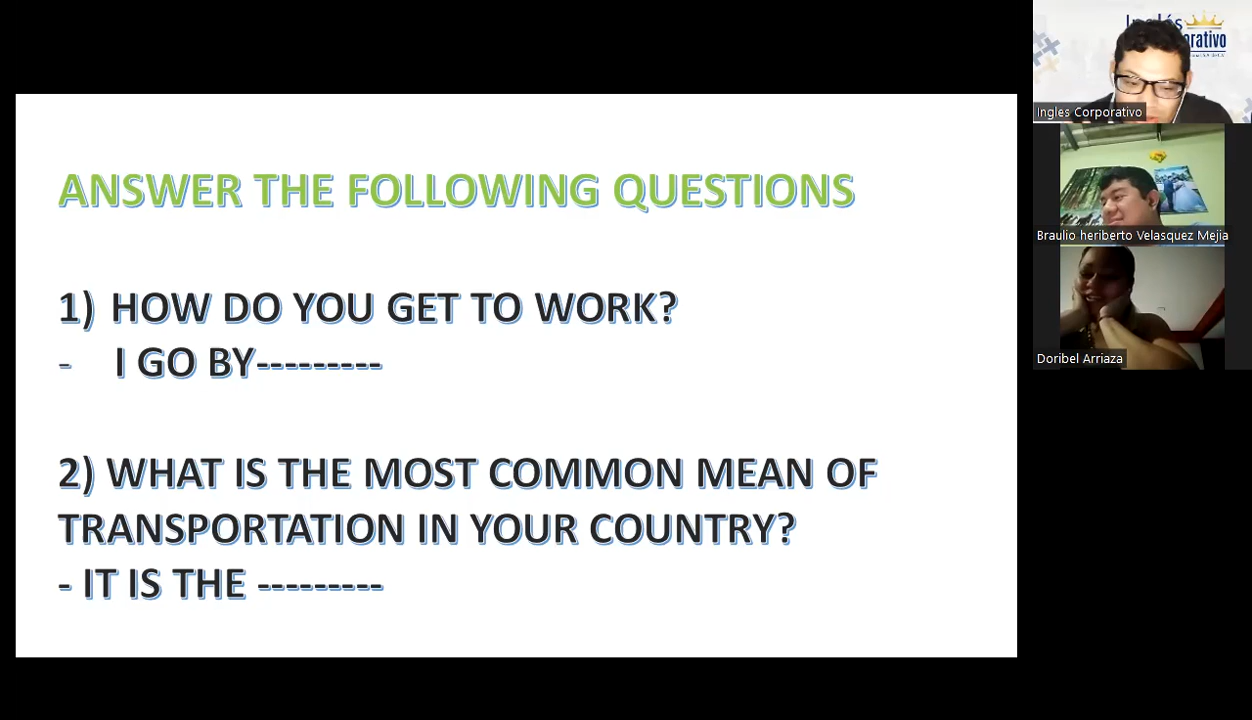 ANSWER THE FOLLOWING QUESTIONS
1) HOW DO YOU GET TO WORK?
- I GO BY---------
2) WHAT IS THE MOST COMMON MEAN OF
TRANSPORTATION IN YOUR COUNTRY?
- IT IS THE ---------
Inglés
Ingles Corporativo
Braulio heriberto Velasquez Mejia
Doribel Arriaza